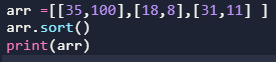 arr =[[35,100],[18,8],[31,11] ]
arr.sort()
print(arr)